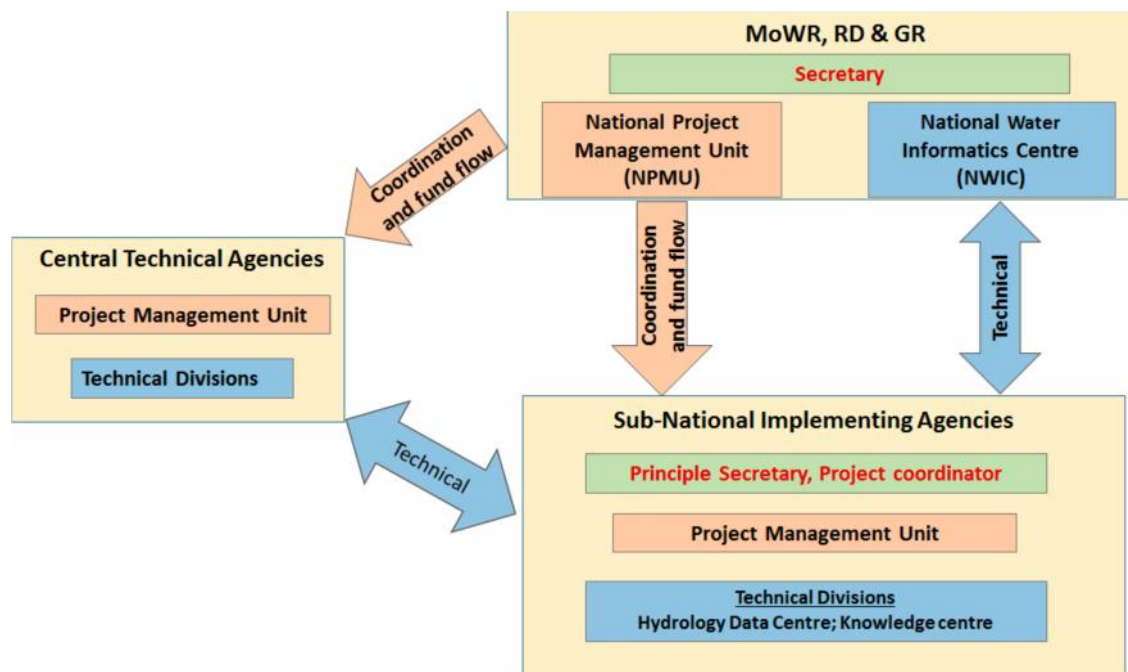 MoWR, RD & GR
Secretary
National Project
Management Unit
(NPMU)
National Water
Informatics Centre
(NWIC)
Coordination
and fund flow
Coordination
and fund flow
Technical
Central Technical Agencies
Project Management Unit
Technical Divisions
Technical
Sub-National Implementing Agencies
Principle Secretary, Project coordinator
Project Management Unit
Technical Divisions
Hydrology Data Centre; Knowledge centre